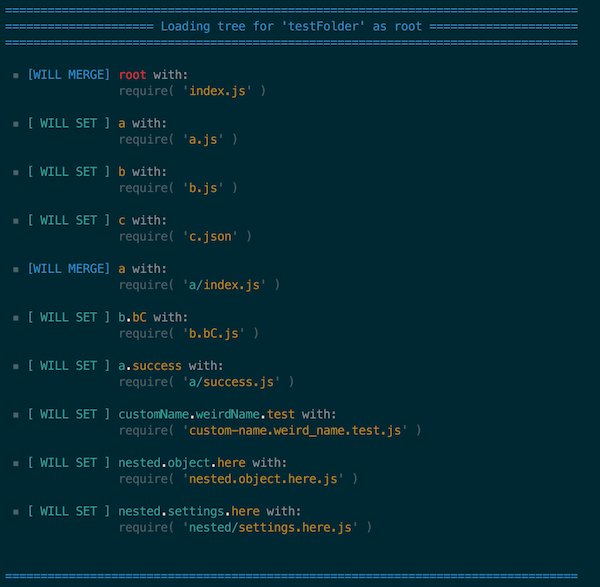 ==================================================================================
===================== Loading tree for 'testFolder' as root =====================
==================================================================================
▪ [WILL MERGE] root with:
require( 'index.js' )
▪ [ WILL SET ] a with:
require( 'a.js' )
▪ [ WILL SET ] b with:
require( 'b.js' )
▪ [ WILL SET ] c with:
require( 'c.json' )
▪ [WILL MERGE] a with:
require( 'a/index.js' )
▪ [ WILL SET ] b.bC with:
require( 'b.bC.js' )
▪ [ WILL SET ] a.success with:
require( 'a/success.js' )
▪ [ WILL SET ] customName.weirdName.test with:
require( 'custom-name.weird_name.test.js' )
▪ [ WILL SET ] nested.object.here with:
require( 'nested.object.here.js' )
▪ [ WILL SET ] nested.settings.here with:
require( 'nested/settings.here.js' )
==================================================================================